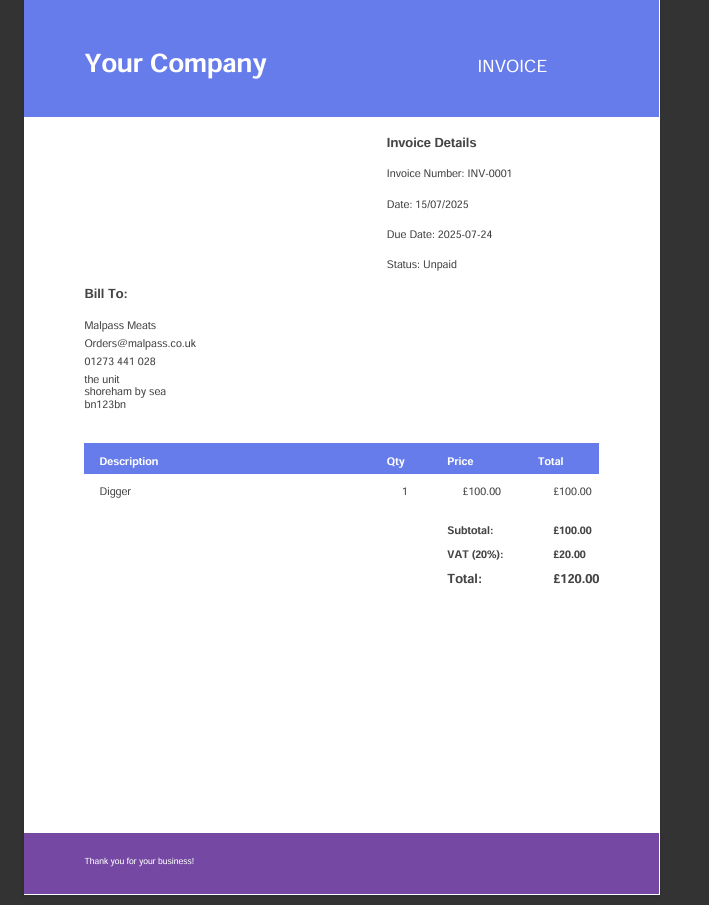 Your Company
INVOICE
Invoice Details
Invoice Number: INV-0001
Date: 15/07/2025
Due Date: 2025-07-24
Status: Unpaid
Bill To:
Malpass Meats
Orders@malpass.co.uk
01273 441 028
the unit
shoreham by sea
bn123bn
Description Qty Price Total
Digger 1 £100.00 £100.00
Subtotal: £100.00
VAT (20%): £20.00
Total: £120.00
Thank you for your business!